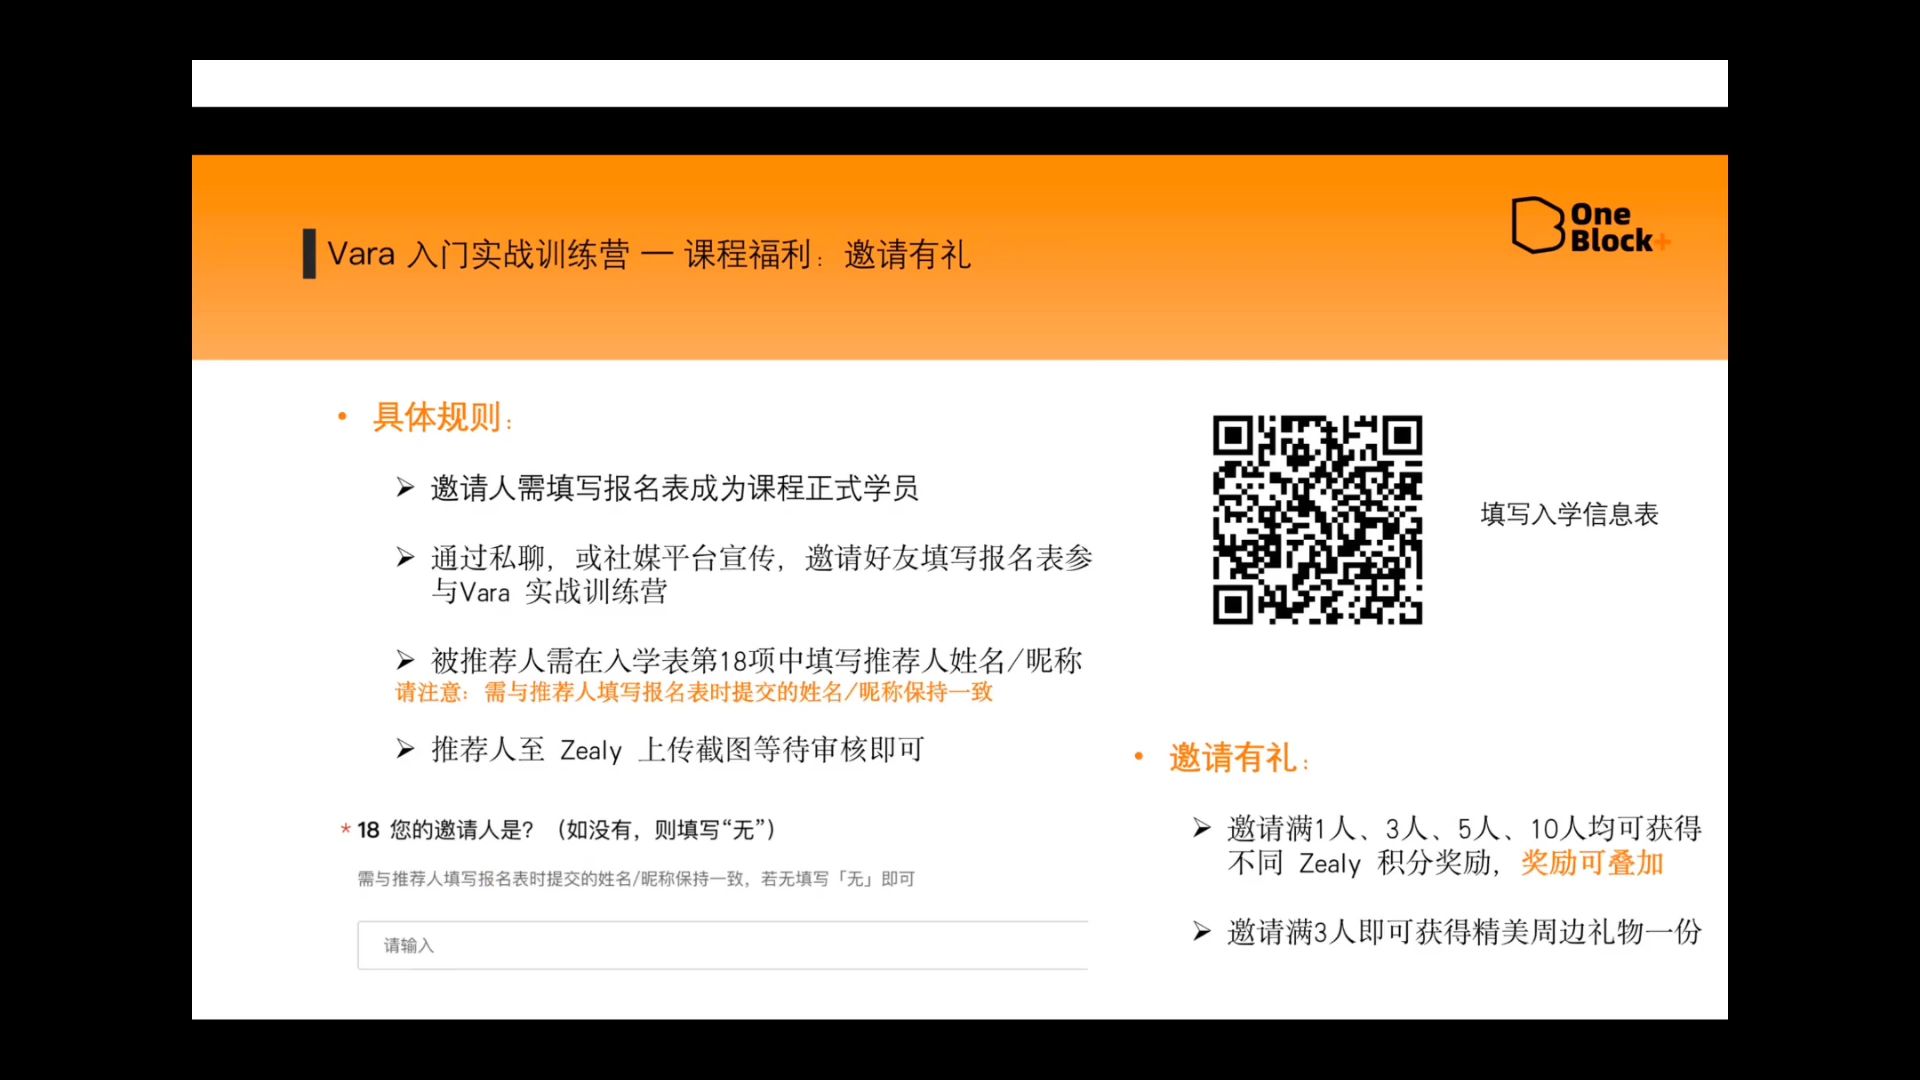 Vara 入门实战训练营 — 课程福利：邀请有礼
One
Block+
• 具体规则：
➤ 邀请人需填写报名表成为课程正式学员
➤ 通过私聊，或社媒平台宣传，邀请好友填写报名表参
与Vara 实战训练营
➤ 被推荐人需在入学表第18项中填写推荐人姓名/昵称
请注意：需与推荐人填写报名表时提交的姓名/昵称保持一致
➤ 推荐人至 Zealy 上传截图等待审核即可
* 18 您的邀请人是？（如没有，则填写“无”）
需与推荐人填写报名表时提交的姓名/昵称保持一致，若无填写「无」即可
请输入
填写入学信息表
• 邀请有礼：
➤ 邀请满1人、3人、5人、10人均可获得
不同 Zealy 积分奖励，奖励可叠加
➤ 邀请满3人即可获得精美周边礼物一份